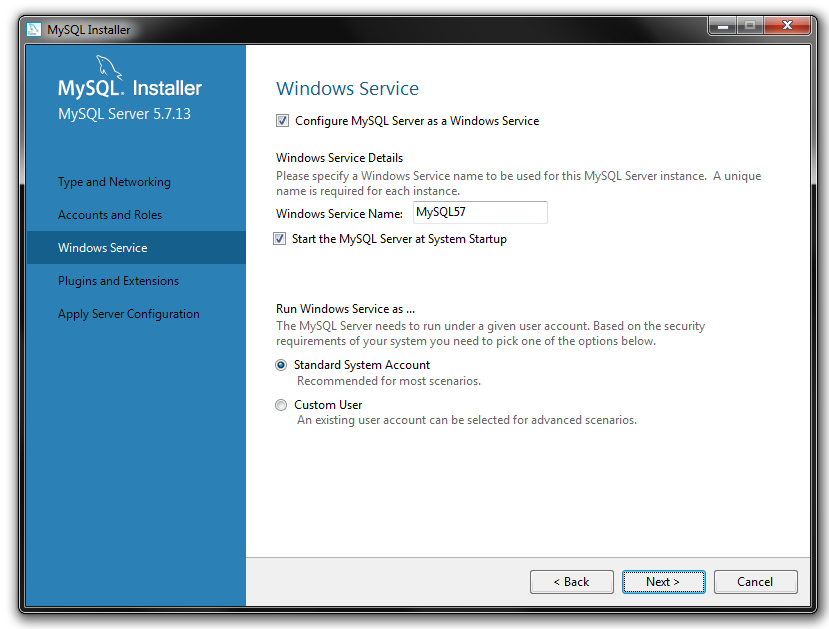 MySQL Installer
MySQL. Installer
MySQL Server 5.7.13
Type and Networking
Accounts and Roles
Windows Service
Plugins and Extensions
Apply Server Configuration
Windows Service
Configure MySQL Server as a Windows Service
Windows Service Details
Please specify a Windows Service name to be used for this MySQL Server instance. A unique
name is required for each instance.
Windows Service Name: MySQL57
Start the MySQL Server at System Startup
Run Windows Service as ...
The MySQL Server needs to run under a given user account. Based on the security
requirements of your system you need to pick one of the options below.
Standard System Account
Recommended for most scenarios.
Custom User
An existing user account can be selected for advanced scenarios.
< Back Next > Cancel